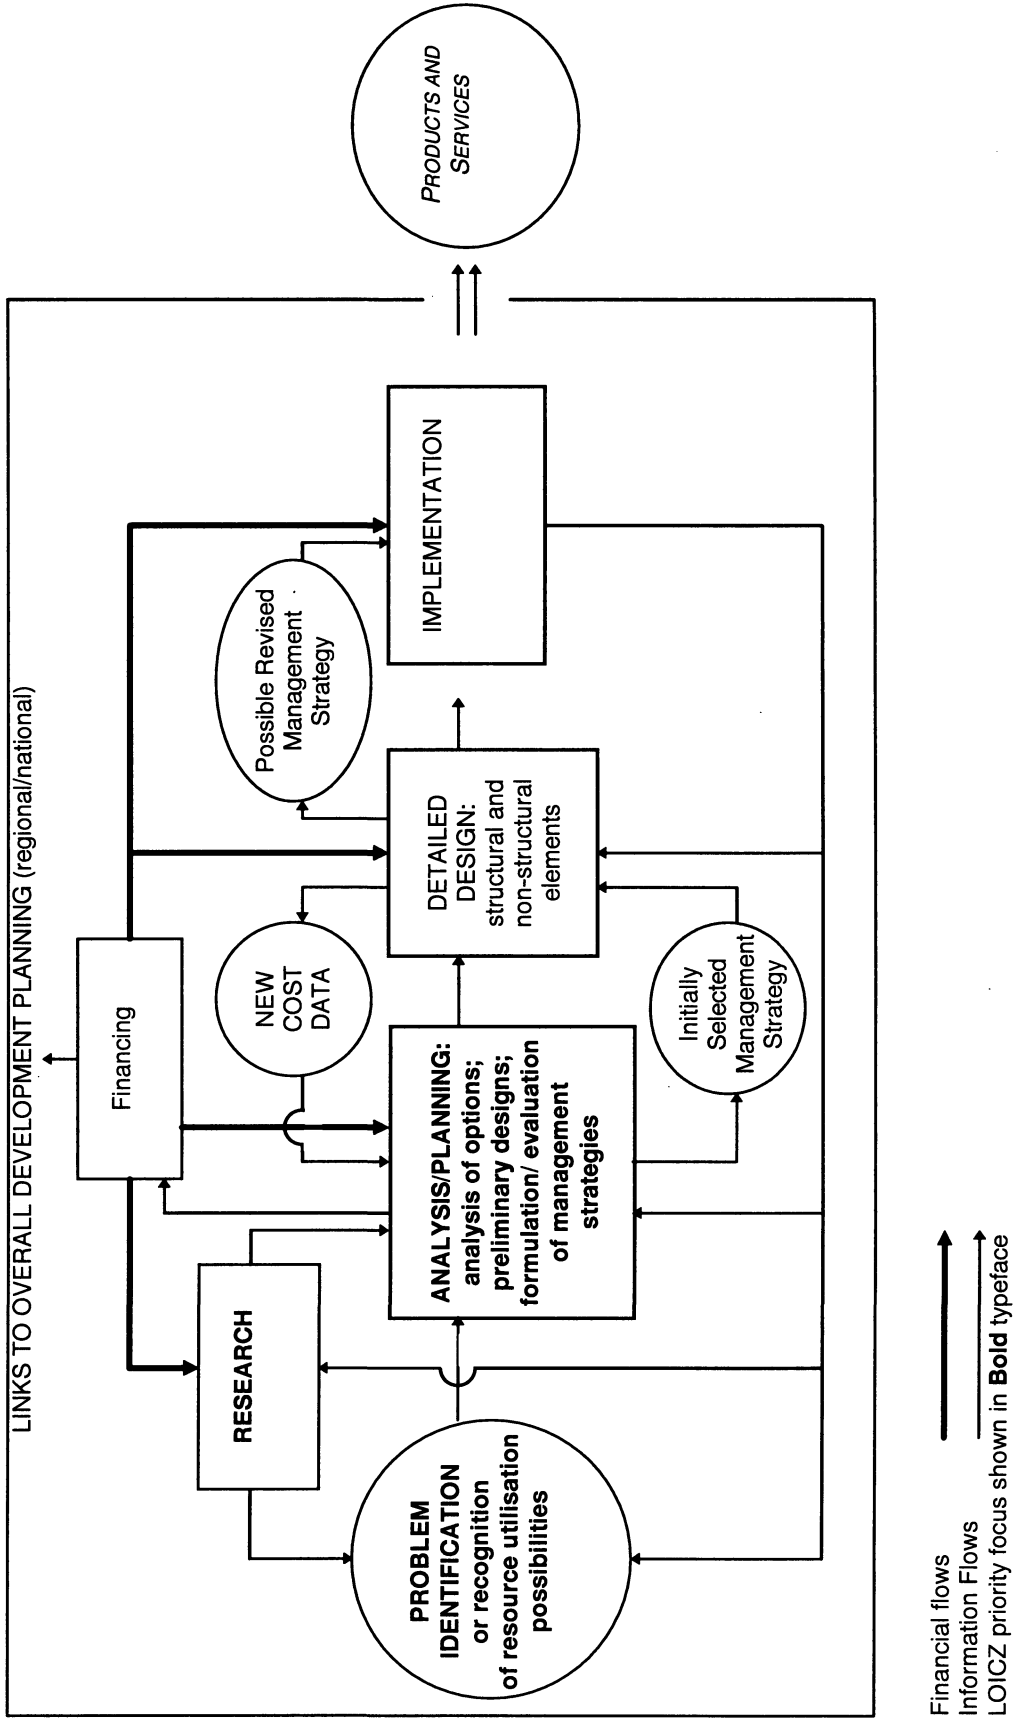 LINKS TO OVERALL DEVELOPMENT PLANNING (regional/national)
Financing
RESEARCH
NEW
COST
DATA
Possible Revised
Management
Strategy
PROBLEM
IDENTIFICATION
or recognition
of resource utilisation
possibilities
ANALYSIS/PLANNING:
analysis of options;
preliminary designs;
formulation/ evaluation
of management
strategies
DETAILED
DESIGN:
structural and
non-structural
elements
IMPLEMENTATION
PRODUCTS AND
SERVICES
Initially
Selected
Management
Strategy
Financial flows
Information Flows
LOICZ priority focus shown in Bold typeface